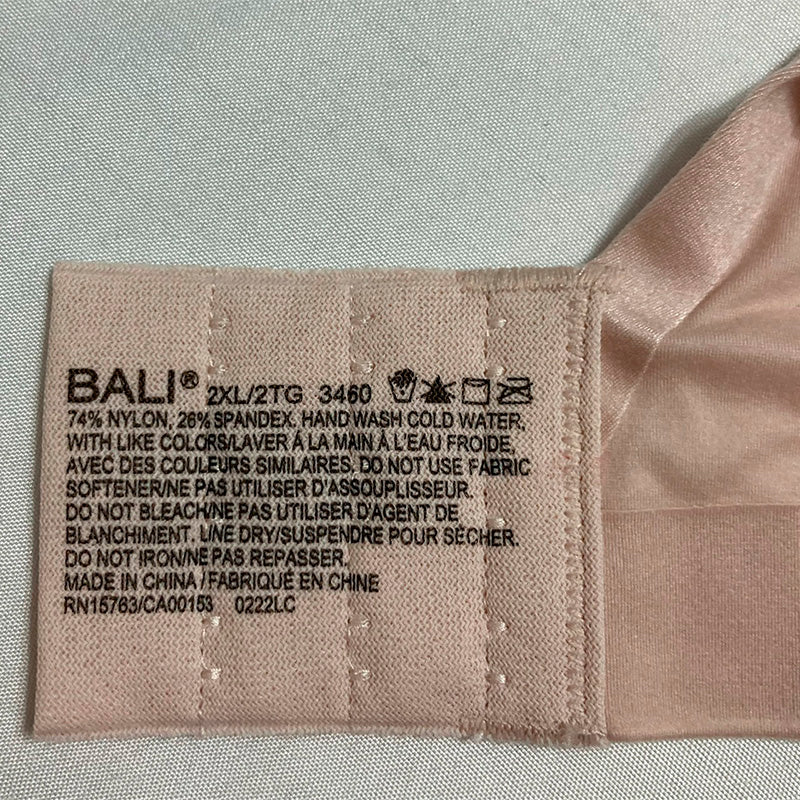 BALI® 2XL/2TG 3460
74% NYLON, 26% SPANDEX. HAND WASH COLD WATER,
WITH LIKE COLORS/LAVER À LA MAIN À L'EAU FROIDE,
AVEC DES COULEURS SIMILAIRES. DO NOT USE FABRIC
SOFTENER/NE PAS UTILISER D'ASSOUPLISSEUR.
DO NOT BLEACH/NE PAS UTILISER D'AGENT DE
BLANCHIMENT. LINE DRY/SUSPENDRE POUR SÉCHER.
DO NOT IRON/NE PAS REPASSER.
MADE IN CHINA / FABRIQUÉ EN CHINE
RN15763/CA00153 0222LC